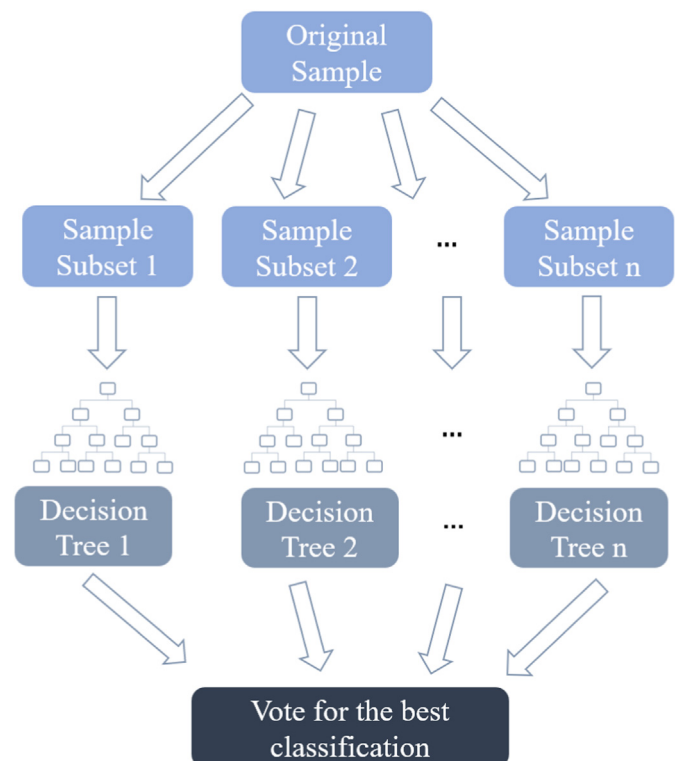 Original
Sample
Sample
Subset 1
Sample
Subset 2
...
Sample
Subset n
...
Decision
Tree 1
Decision
Tree 2
...
Decision
Tree n
Vote for the best
classification